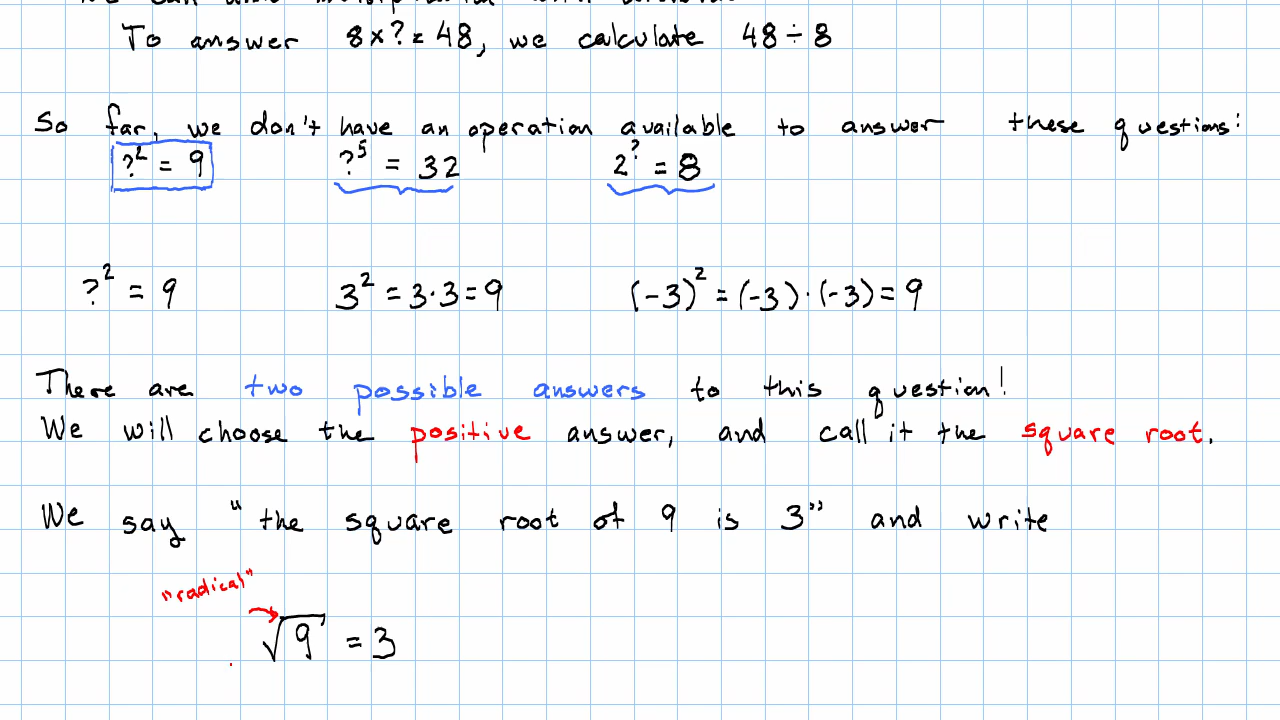 To answer 8 × ? = 48, we calculate 48 ÷ 8
So far, we don't have an operation available to answer these questions:
?² = 9 ?⁵ = 32 2^? = 8
?² = 9 3² = 3·3 = 9 (-3)² = (-3)·(-3) = 9
There are two possible answers to this question!
We will choose the positive answer, and call it the square root.
We say "the square root of 9 is 3" and write
"radical"
√9 = 3